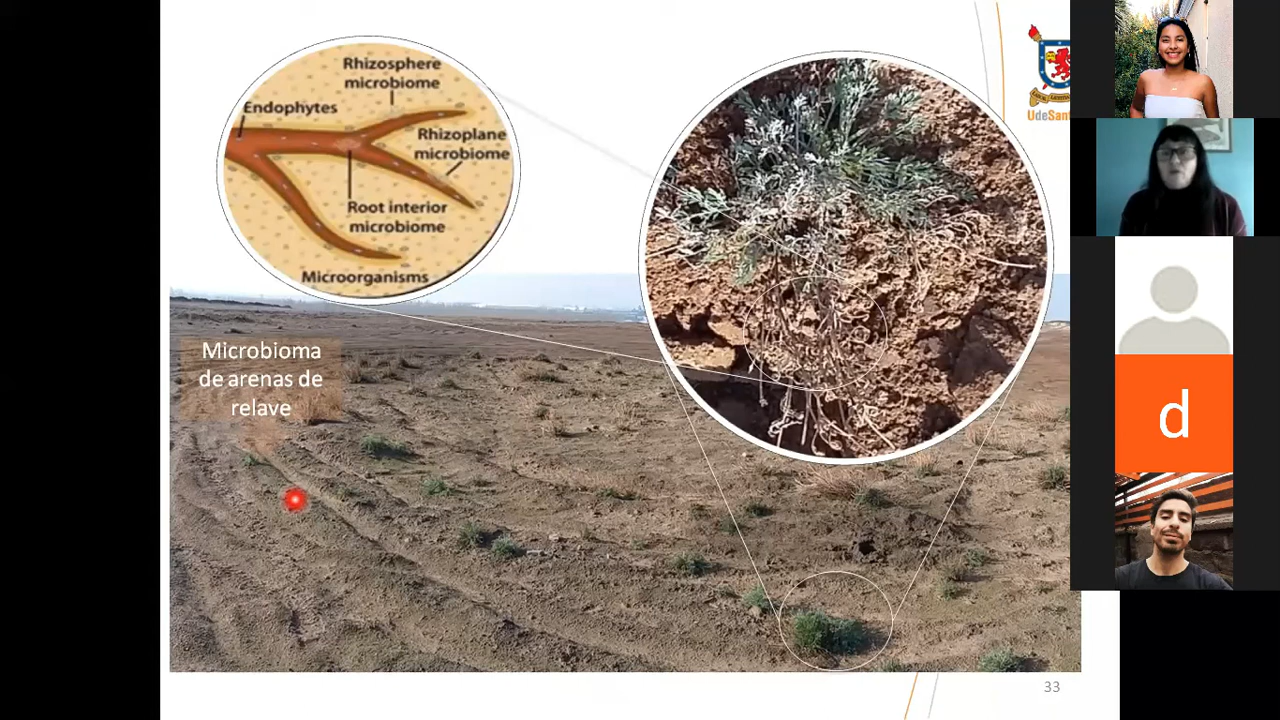 Rhizosphere
microbiome
Endophytes
Rhizoplane
microbiome
Root interior
microbiome
Microorganisms
UdeSant
Microbioma
de arenas de
relave
d
33